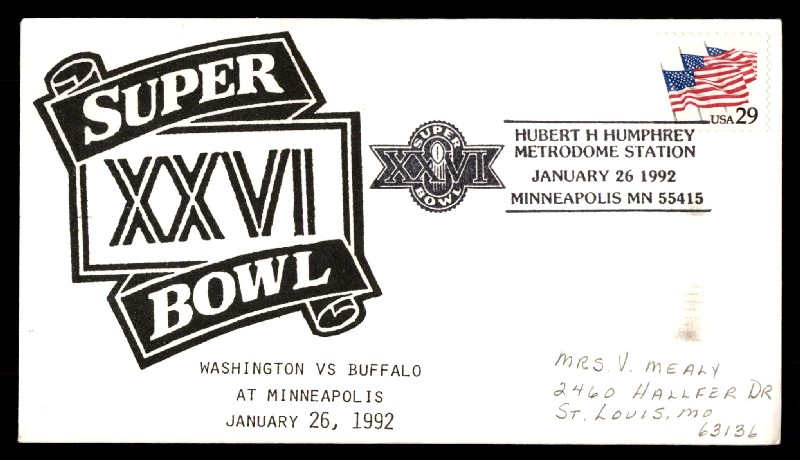 SUPER
XXVI
BOWL
WASHINGTON VS BUFFALO
AT MINNEAPOLIS
JANUARY 26, 1992
SUPER
XXVI
BOWL
HUBERT H HUMPHREY
METRODOME STATION
JANUARY 26 1992
MINNEAPOLIS MN 55415
USA 29
MRS. V. MEALY
2460 HALLFER DR
ST. LOUIS, MO
63136